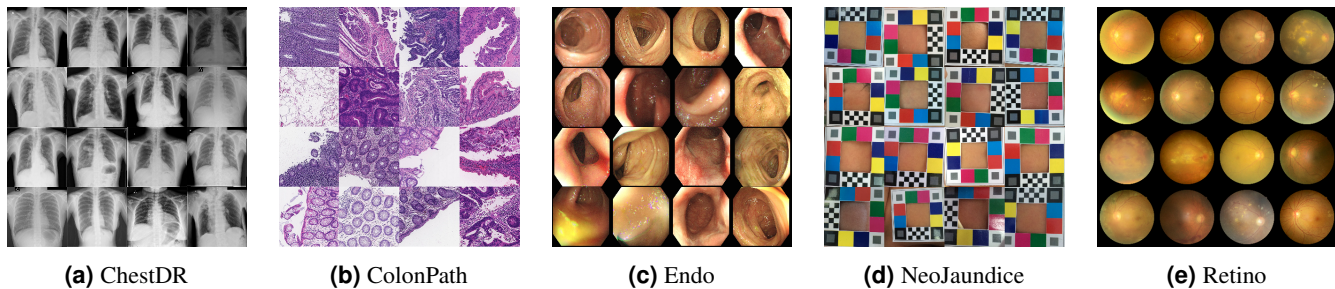 (a) ChestDR
(b) ColonPath
(c) Endo
(d) NeoJaundice
(e) Retino